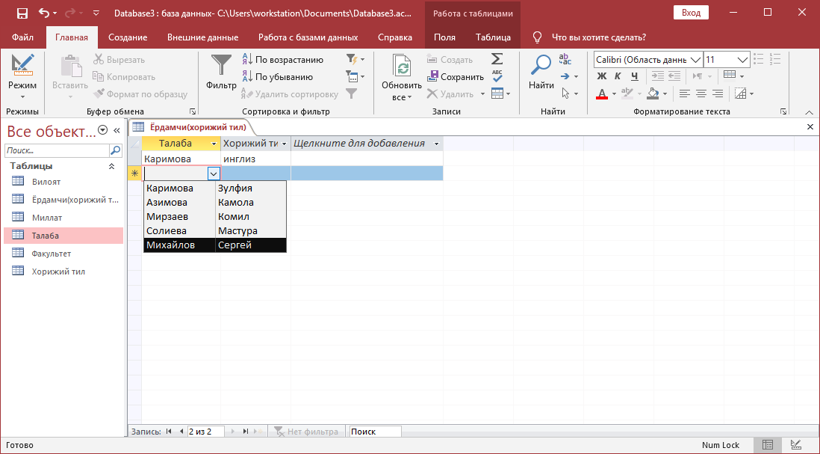 Database3 : база данных- C:\Users\workstation\Documents\Database3.ac...
Работа с таблицами
Вход
Файл
Главная
Создание
Внешние данные
Работа с базами данных
Справка
Поля
Таблица
Что вы хотите сделать?
Режим
Режимы
Вставить
Вырезать
Копировать
Формат по образцу
Буфер обмена
Фильтр
По возрастанию
По убыванию
Удалить сортировку
Сортировка и фильтр
Обновить
все
Создать
Сохранить
Удалить
Записи
Найти
Найти
Calibri (Область данны
11
Ж К Ч
Форматирование текста
Все объект...
Поиск...
Таблицы
Вилоят
Ёрдамчи(хорижий т...
Миллат
Талаба
Факультет
Хорижий тил
Ёрдамчи(хорижий тил)
Талаба Хорижий ти Щелкните для добавления
Каримова инглиз
Каримова Зулфия
Азимова Камола
Мирзаев Комил
Солиева Мастура
Михайлов Сергей
Запись: 2 из 2 Нет фильтра Поиск
Готово
Num Lock